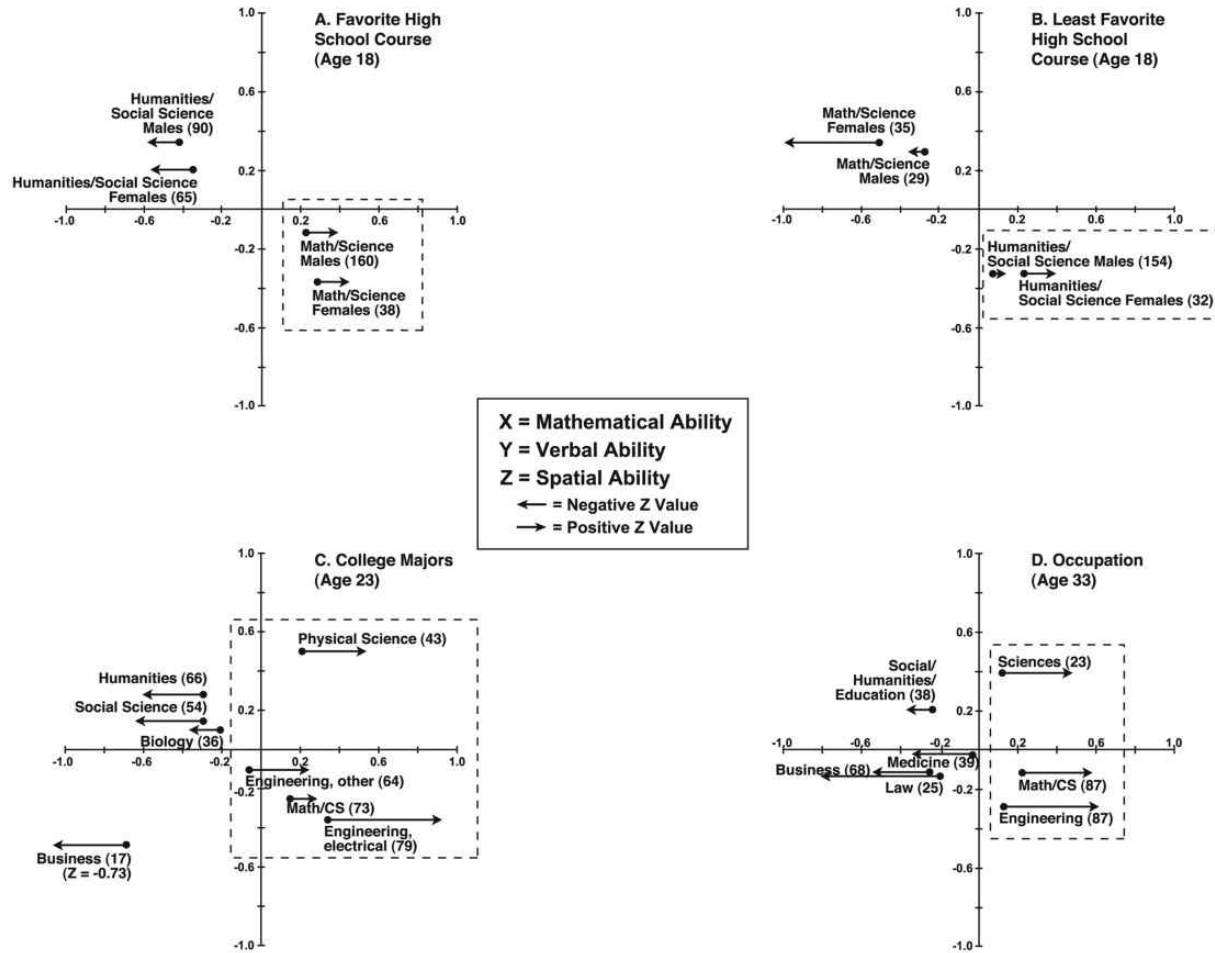 A. Favorite High
School Course
(Age 18)
1.0
0.6
0.2
-0.2
-0.6
-1.0
-1.0
-0.6
-0.2
0.2
0.6
1.0
Humanities/
Social Science
Males (90)
Humanities/Social Science
Females (65)
Math/Science
Males (160)
Math/Science
Females (38)
B. Least Favorite
High School
Course (Age 18)
1.0
0.6
0.2
-0.2
-0.6
-1.0
-1.0
-0.6
-0.2
0.2
0.6
1.0
Math/Science
Females (35)
Math/Science
Males (29)
Humanities/
Social Science Males (154)
Humanities/
Social Science Females (32)
X = Mathematical Ability
Y = Verbal Ability
Z = Spatial Ability
= Negative Z Value
= Positive Z Value
C. College Majors
(Age 23)
1.0
0.6
0.2
-0.2
-0.6
-1.0
-1.0
-0.6
-0.2
0.2
0.6
1.0
Physical Science (43)
Humanities (66)
Social Science (54)
Biology (36)
Engineering, other (64)
Math/CS (73)
Engineering,
electrical (79)
Business (17)
(Z = -0.73)
D. Occupation
(Age 33)
1.0
0.6
0.2
-0.2
-0.6
-1.0
-1.0
-0.6
-0.2
0.2
0.6
1.0
Sciences (23)
Social/
Humanities/
Education (38)
Medicine (39)
Business (68)
Law (25)
Math/CS (87)
Engineering (87)